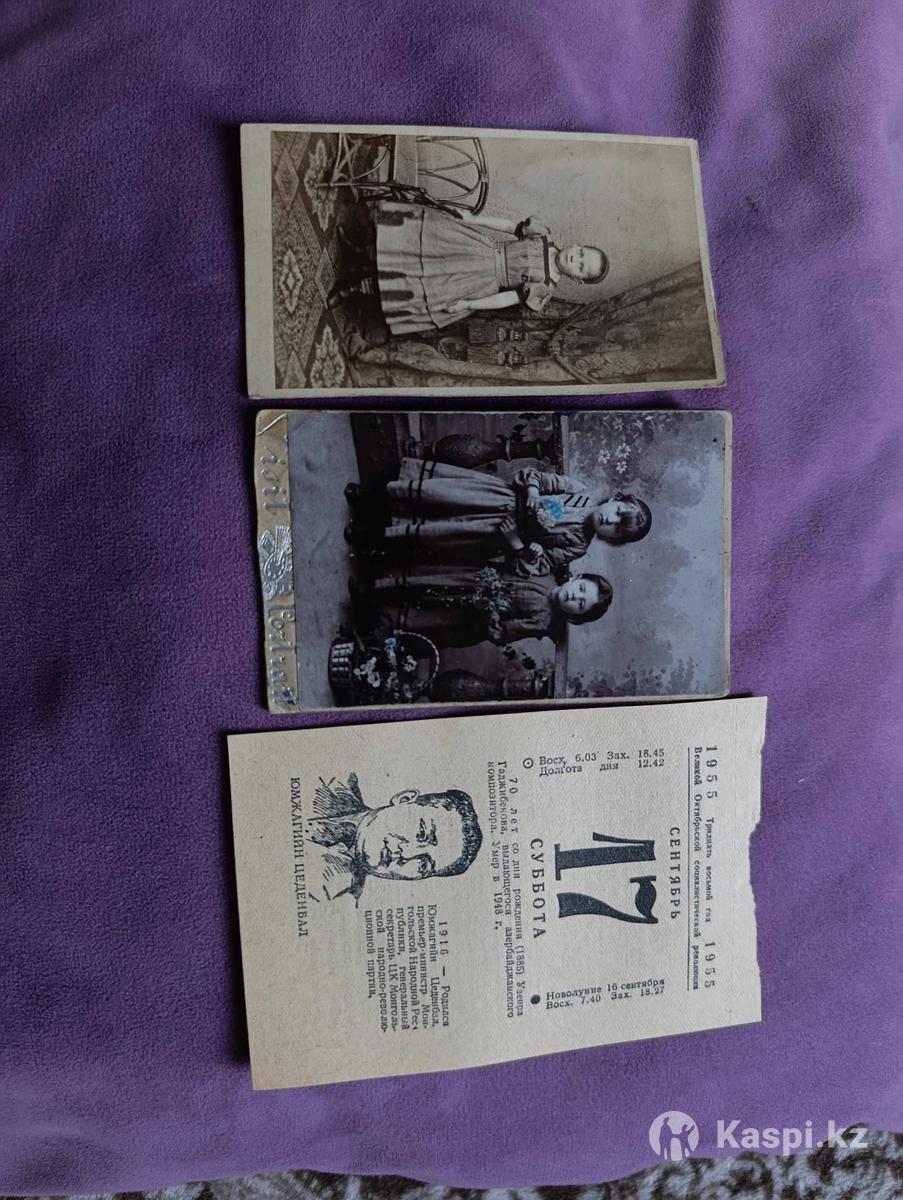 Visit Portrait
1955 Тридцать восьмой год 1955
Великой Октябрьской социалистической революции
СЕНТЯБРЬ
17
Восх. 6.03 Зах. 18.45
Долгота дня 12.42
Новолуние 16 сентября
Восх. 7.40 Зах. 18.27
СУББОТА
70 лет со дня рождения (1885) Узеира
Гаджибекова, выдающегося азербайджанского
композитора. Умер в 1948 г.
1916 — Родился
Юмжагийн Цеденбал,
премьер-министр Мон-
гольской Народной Рес-
публики, генеральный
секретарь ЦК Монголь-
ской народно-револю-
ционной партии.
ЮМЖАГИЙН ЦЕДЕНБАЛ
Kaspi.kz